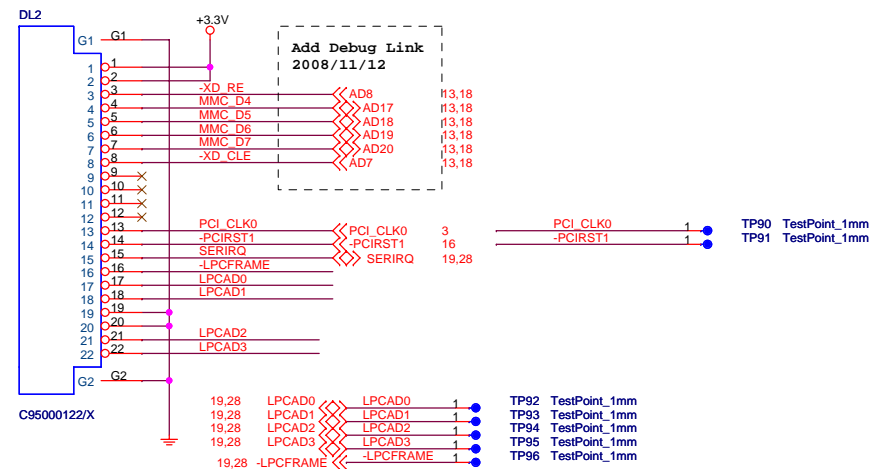 DL2
+3.3V
G1 G1
Add Debug Link
2008/11/12
1 1
2 2
3 3 -XD_RE AD8 13,18
4 4 MMC_D4 AD17 13,18
5 5 MMC_D5 AD18 13,18
6 6 MMC_D6 AD19 13,18
7 7 MMC_D7 AD20 13,18
8 8 -XD_CLE AD7 13,18
9 9
10 10
11 11
12 12
13 13 PCI_CLK0 PCI_CLK0 3 PCI_CLK0 1 TP90 TestPoint_1mm
14 14 -PCIRST1 -PCIRST1 16 -PCIRST1 1 TP91 TestPoint_1mm
15 15 SERIRQ SERIRQ 19,28
16 16 -LPCFRAME
17 17 LPCAD0
18 18 LPCAD1
19 19
20 20
21 21 LPCAD2
22 22 LPCAD3
G2 G2
C95000122/X
19,28 LPCAD0 LPCAD0 1 TP92 TestPoint_1mm
19,28 LPCAD1 LPCAD1 1 TP93 TestPoint_1mm
19,28 LPCAD2 LPCAD2 1 TP94 TestPoint_1mm
19,28 LPCAD3 LPCAD3 1 TP95 TestPoint_1mm
19,28 -LPCFRAME -LPCFRAME 1 TP96 TestPoint_1mm